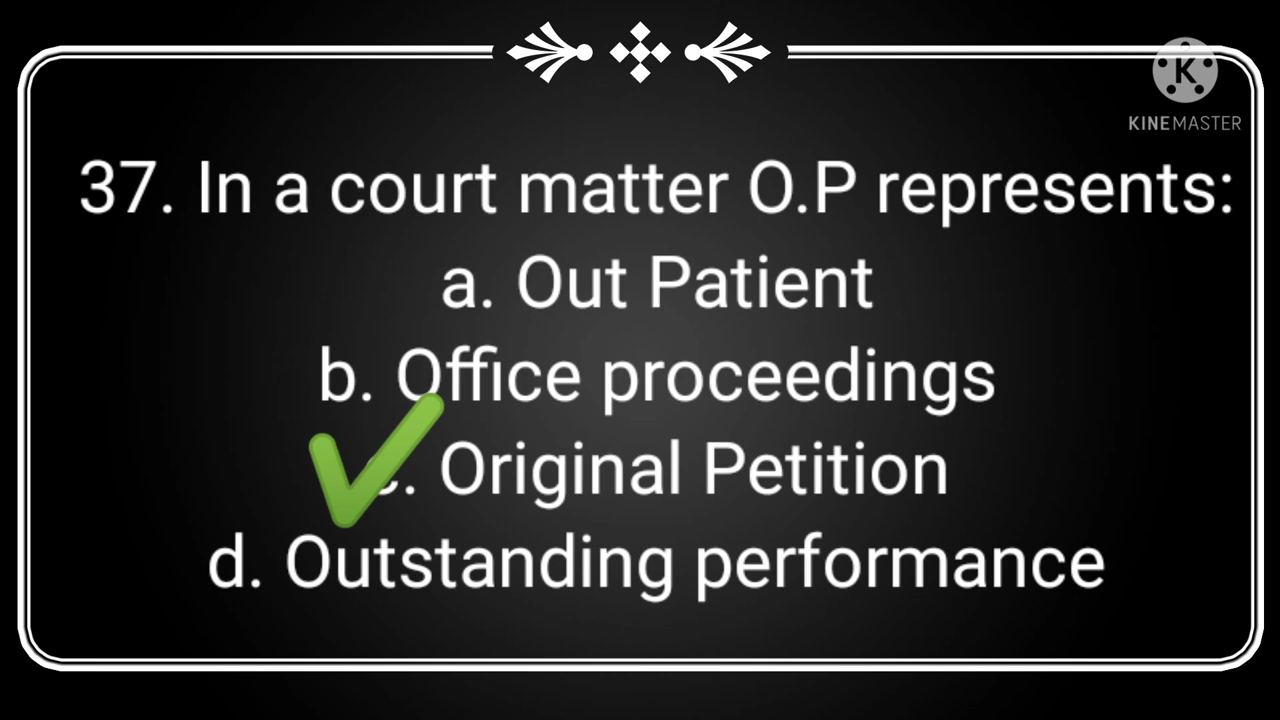 K
KINEMASTER
37. In a court matter O.P represents:
a. Out Patient
b. Office proceedings
c. Original Petition
d. Outstanding performance